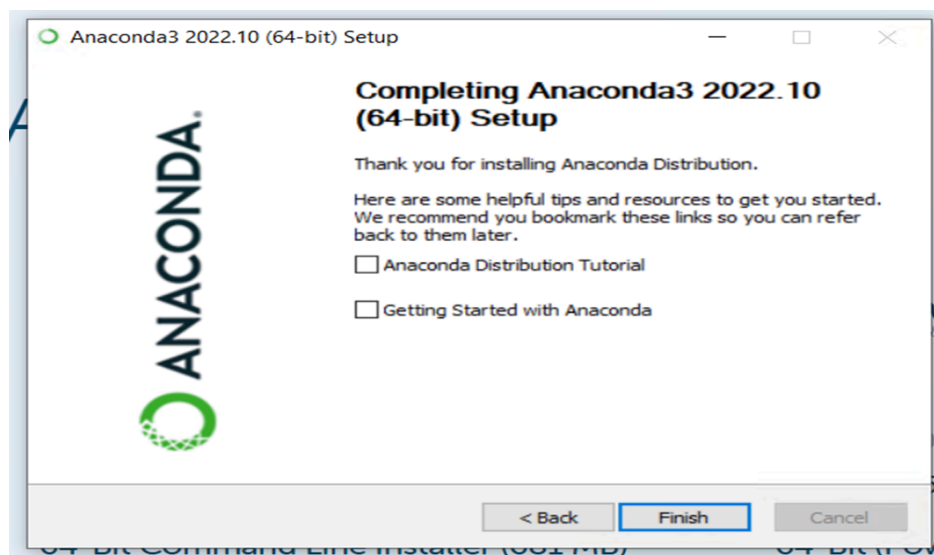 Anaconda3 2022.10 (64-bit) Setup
ANACONDA.
Completing Anaconda3 2022.10
(64-bit) Setup
Thank you for installing Anaconda Distribution.
Here are some helpful tips and resources to get you started.
We recommend you bookmark these links so you can refer
back to them later.
Anaconda Distribution Tutorial
Getting Started with Anaconda
< Back
Finish
Cancel